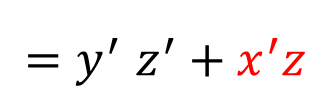 = y′ z′ + x′z